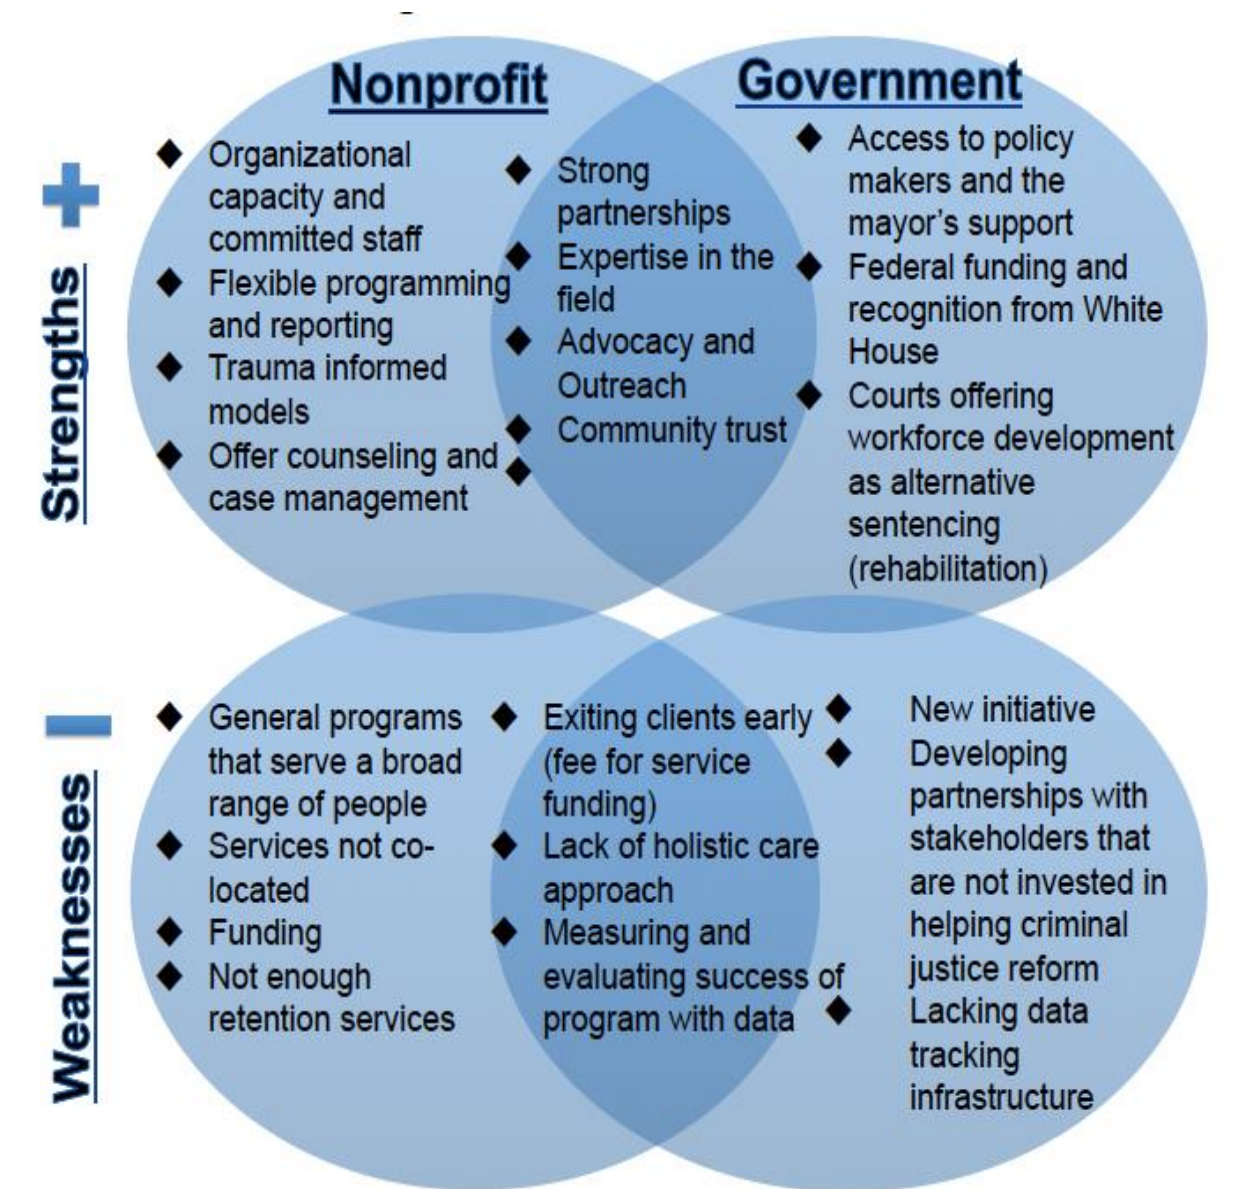 Nonprofit
Government
Strengths
◆ Organizational
capacity and
committed staff
◆ Flexible programming
and reporting
◆ Trauma informed
models
◆ Offer counseling and
case management
◆ Strong
partnerships
◆ Expertise in the
field
◆ Advocacy and
Outreach
◆ Community trust
◆
◆ Access to policy
makers and the
mayor's support
◆ Federal funding and
recognition from White
House
◆ Courts offering
workforce development
as alternative
sentencing
(rehabilitation)
Weaknesses
◆ General programs
that serve a broad
range of people
◆ Services not co-
located
◆ Funding
◆ Not enough
retention services
◆ Exiting clients early
(fee for service
funding)
◆ Lack of holistic care
approach
◆ Measuring and
evaluating success of
program with data
◆ New initiative
◆ Developing
partnerships with
stakeholders that
are not invested in
helping criminal
justice reform
◆ Lacking data
tracking
infrastructure